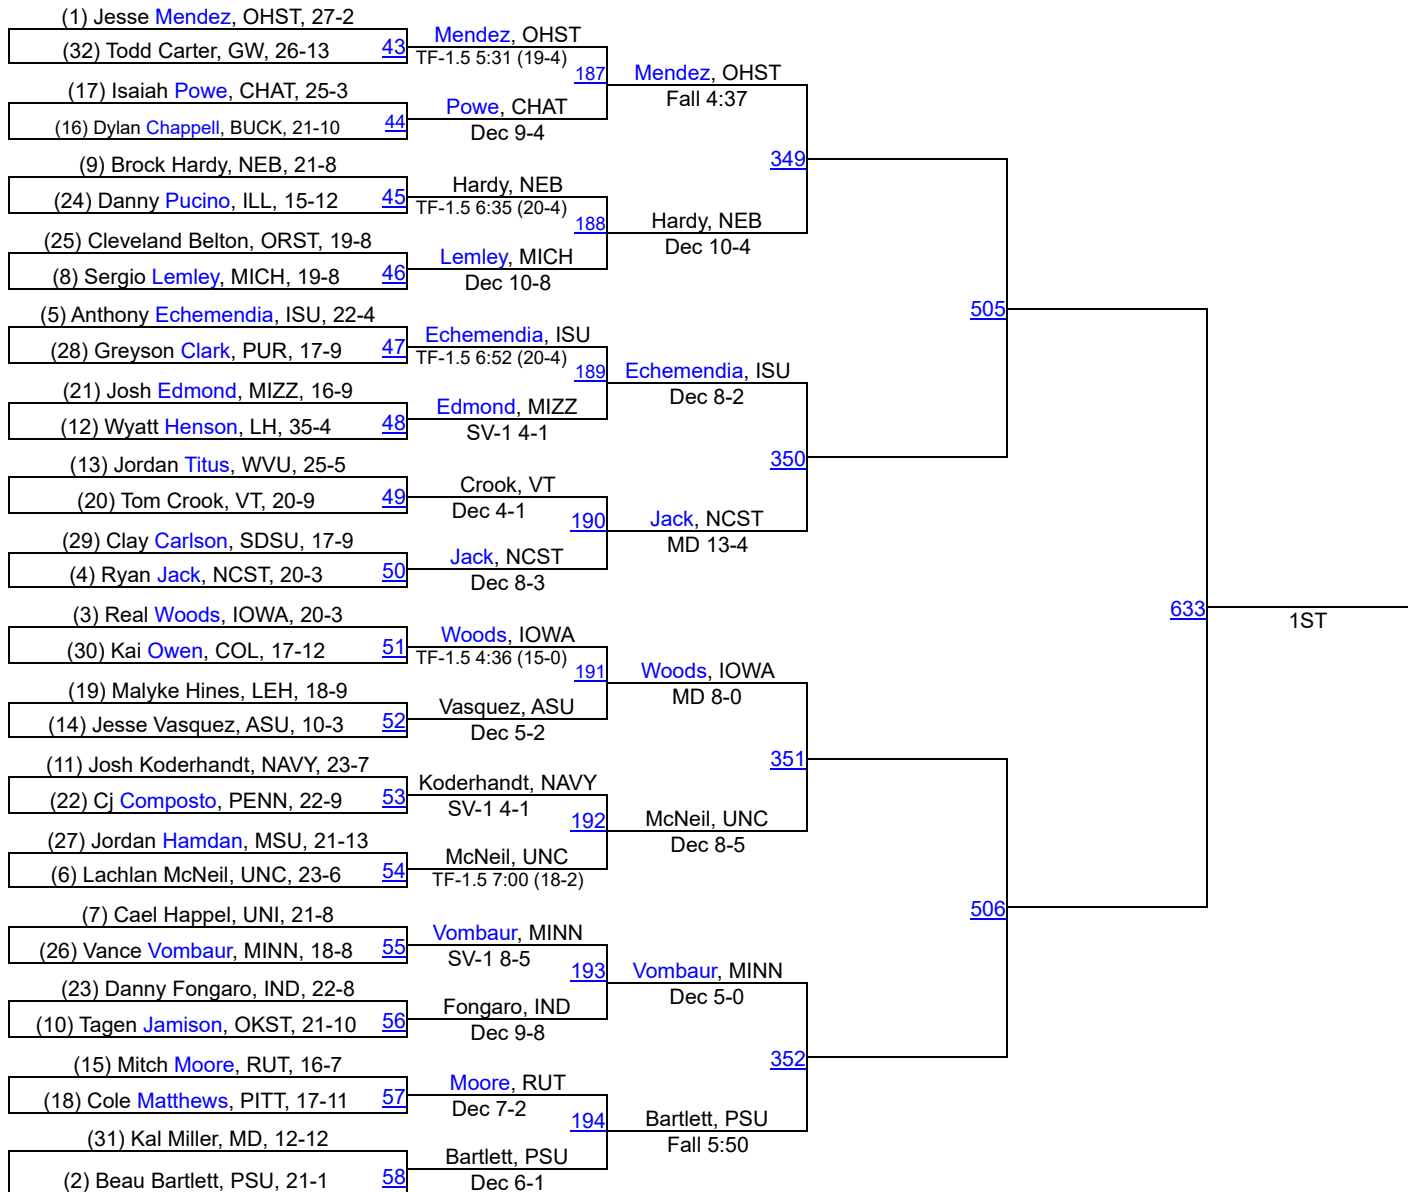 (1) Jesse Mendez, OHST, 27-2
(32) Todd Carter, GW, 26-13
43
(17) Isaiah Powe, CHAT, 25-3
(16) Dylan Chappell, BUCK, 21-10
44
(9) Brock Hardy, NEB, 21-8
(24) Danny Pucino, ILL, 15-12
45
(25) Cleveland Belton, ORST, 19-8
(8) Sergio Lemley, MICH, 19-8
46
(5) Anthony Echemendia, ISU, 22-4
(28) Greyson Clark, PUR, 17-9
47
(21) Josh Edmond, MIZZ, 16-9
(12) Wyatt Henson, LH, 35-4
48
(13) Jordan Titus, WVU, 25-5
(20) Tom Crook, VT, 20-9
49
(29) Clay Carlson, SDSU, 17-9
(4) Ryan Jack, NCST, 20-3
50
(3) Real Woods, IOWA, 20-3
(30) Kai Owen, COL, 17-12
51
(19) Malyke Hines, LEH, 18-9
(14) Jesse Vasquez, ASU, 10-3
52
(11) Josh Koderhandt, NAVY, 23-7
(22) Cj Composto, PENN, 22-9
53
(27) Jordan Hamdan, MSU, 21-13
(6) Lachlan McNeil, UNC, 23-6
54
(7) Cael Happel, UNI, 21-8
(26) Vance Vombaur, MINN, 18-8
55
(23) Danny Fongaro, IND, 22-8
(10) Tagen Jamison, OKST, 21-10
56
(15) Mitch Moore, RUT, 16-7
(18) Cole Matthews, PITT, 17-11
57
(31) Kal Miller, MD, 12-12
(2) Beau Bartlett, PSU, 21-1
58
Mendez, OHST
TF-1.5 5:31 (19-4)
187
Powe, CHAT
Dec 9-4
Hardy, NEB
TF-1.5 6:35 (20-4)
188
Lemley, MICH
Dec 10-8
Echemendia, ISU
TF-1.5 6:52 (20-4)
189
Edmond, MIZZ
SV-1 4-1
Crook, VT
Dec 4-1
190
Jack, NCST
Dec 8-3
Woods, IOWA
TF-1.5 4:36 (15-0)
191
Vasquez, ASU
Dec 5-2
Koderhandt, NAVY
SV-1 4-1
192
McNeil, UNC
TF-1.5 7:00 (18-2)
Vombaur, MINN
SV-1 8-5
193
Fongaro, IND
Dec 9-8
Moore, RUT
Dec 7-2
194
Bartlett, PSU
Dec 6-1
Mendez, OHST
Fall 4:37
349
Hardy, NEB
Dec 10-4
Echemendia, ISU
Dec 8-2
350
Jack, NCST
MD 13-4
Woods, IOWA
MD 8-0
351
McNeil, UNC
Dec 8-5
Vombaur, MINN
Dec 5-0
352
Bartlett, PSU
Fall 5:50
505
506
633
1ST